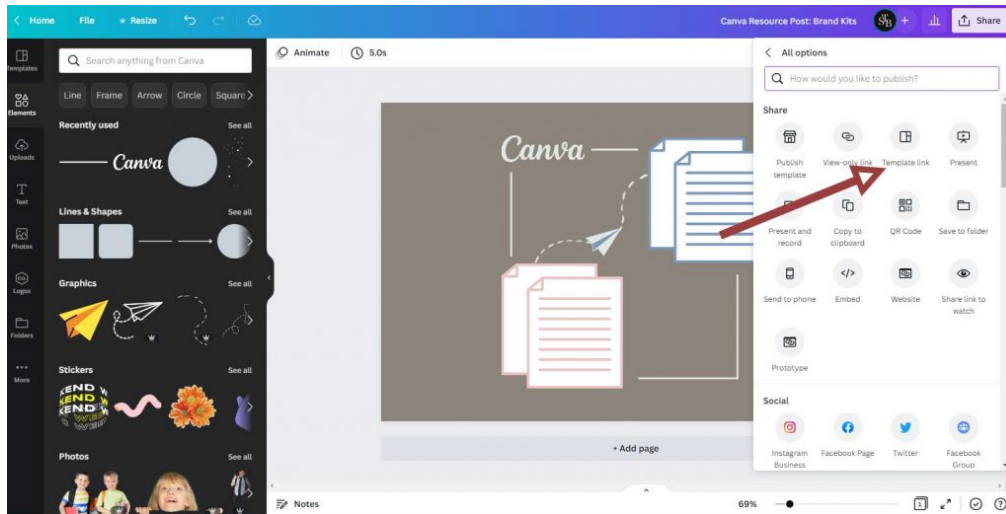 Home File Resize Canva Resource Post: Brand Kits + Share
Animate 5.0s
Templates
Elements
Uploads
Text
Photos
Logos
Folders
More
Search anything from Canva
Line Frame Arrow Circle Square
Recently used See all
Canva
Lines & Shapes See all
Graphics See all
Stickers See all
Photos See all
Canva
+ Add page
Notes 69% 1
All options
How would you like to publish?
Share
Publish template View-only link Template link Present
Present and record Copy to clipboard QR Code Save to folder
Send to phone Embed Website Share link to watch
Prototype
Social
Instagram Business Facebook Page Twitter Facebook Group